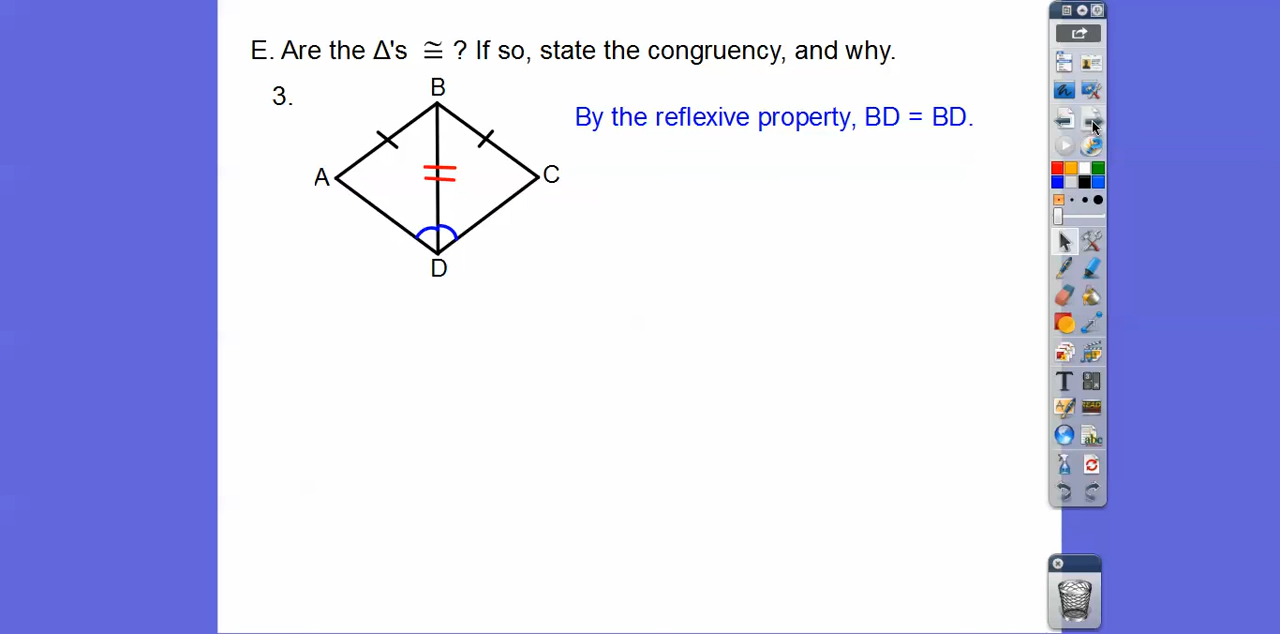 E. Are the Δ's ≅ ? If so, state the congruency, and why.
3.
B
By the reflexive property, BD = BD.
A
C
D